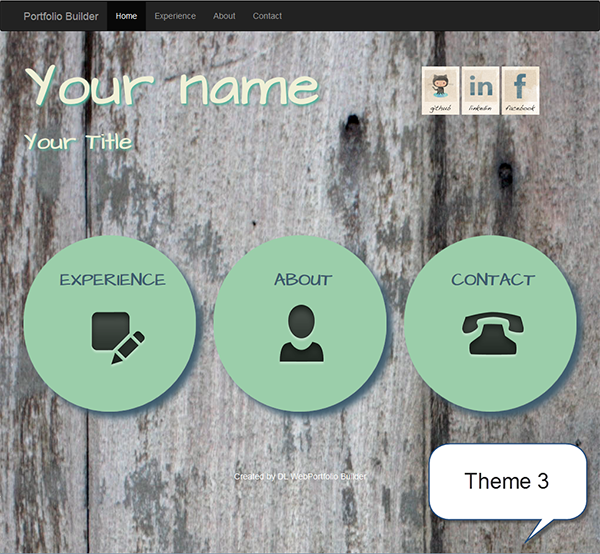 Portfolio Builder Home Experience About Contact
Your name
github linkedin facebook
Your Title
EXPERIENCE ABOUT CONTACT
Created by DL WebPortfolio Builder
Theme 3